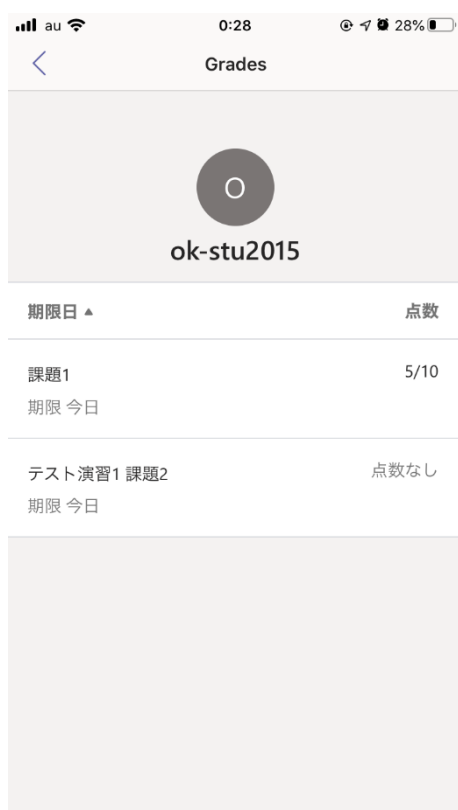 au 0:28 28%
Grades
O
ok-stu2015
期限日 ▲ 点数
課題1 5/10
期限 今日
テスト演習1 課題2 点数なし
期限 今日